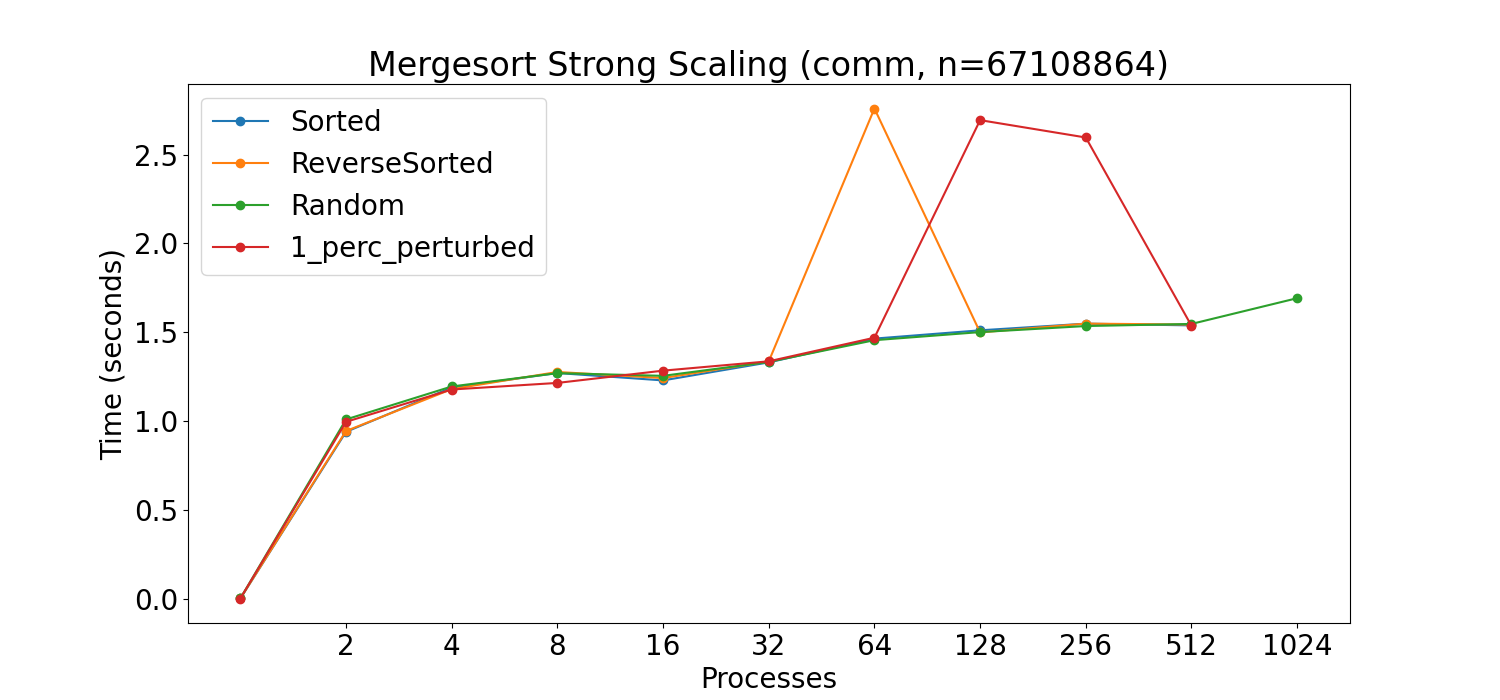 Mergesort Strong Scaling (comm, n=67108864)
Sorted
ReverseSorted
Random
1_perc_perturbed
Time (seconds)
2.5
2.0
1.5
1.0
0.5
0.0
2 4 8 16 32 64 128 256 512 1024
Processes